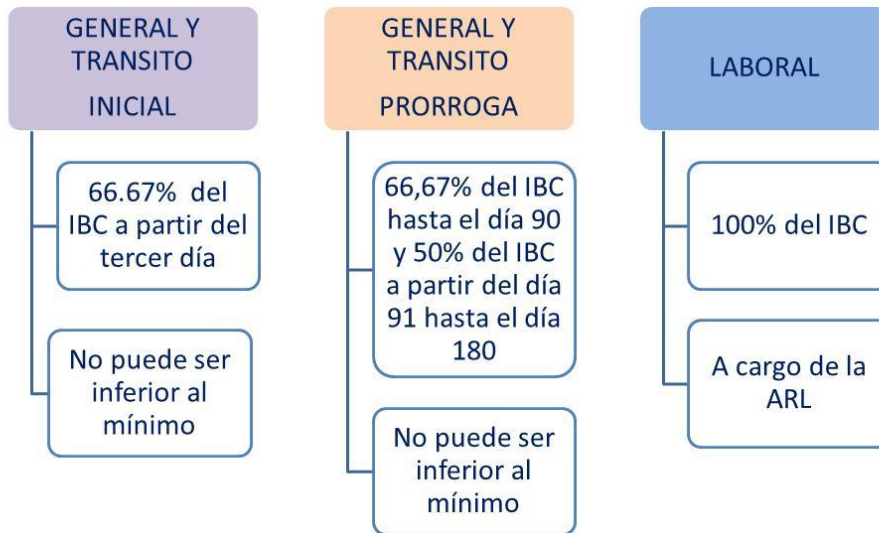 GENERAL Y
TRANSITO
INICIAL
66.67% del
IBC a partir del
tercer día
No puede ser
inferior al
mínimo
GENERAL Y
TRANSITO
PRORROGA
66,67% del IBC
hasta el día 90
y 50% del IBC
a partir del día
91 hasta el día
180
No puede ser
inferior al
mínimo
LABORAL
100% del IBC
A cargo de la
ARL